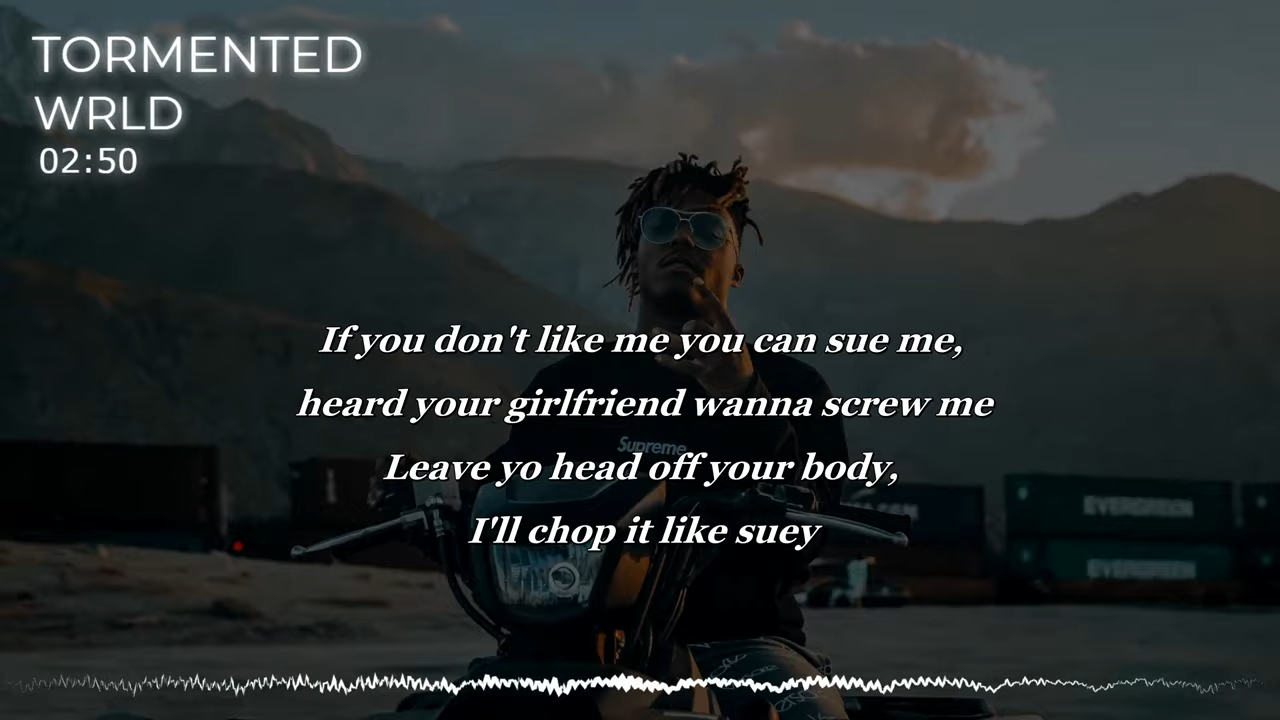 TORMENTED
WRLD
02:50
If you don't like me you can sue me,
heard your girlfriend wanna screw me
Supreme
Leave yo head off your body,
I'll chop it like suey
EVERGREEN
EVERGREEN